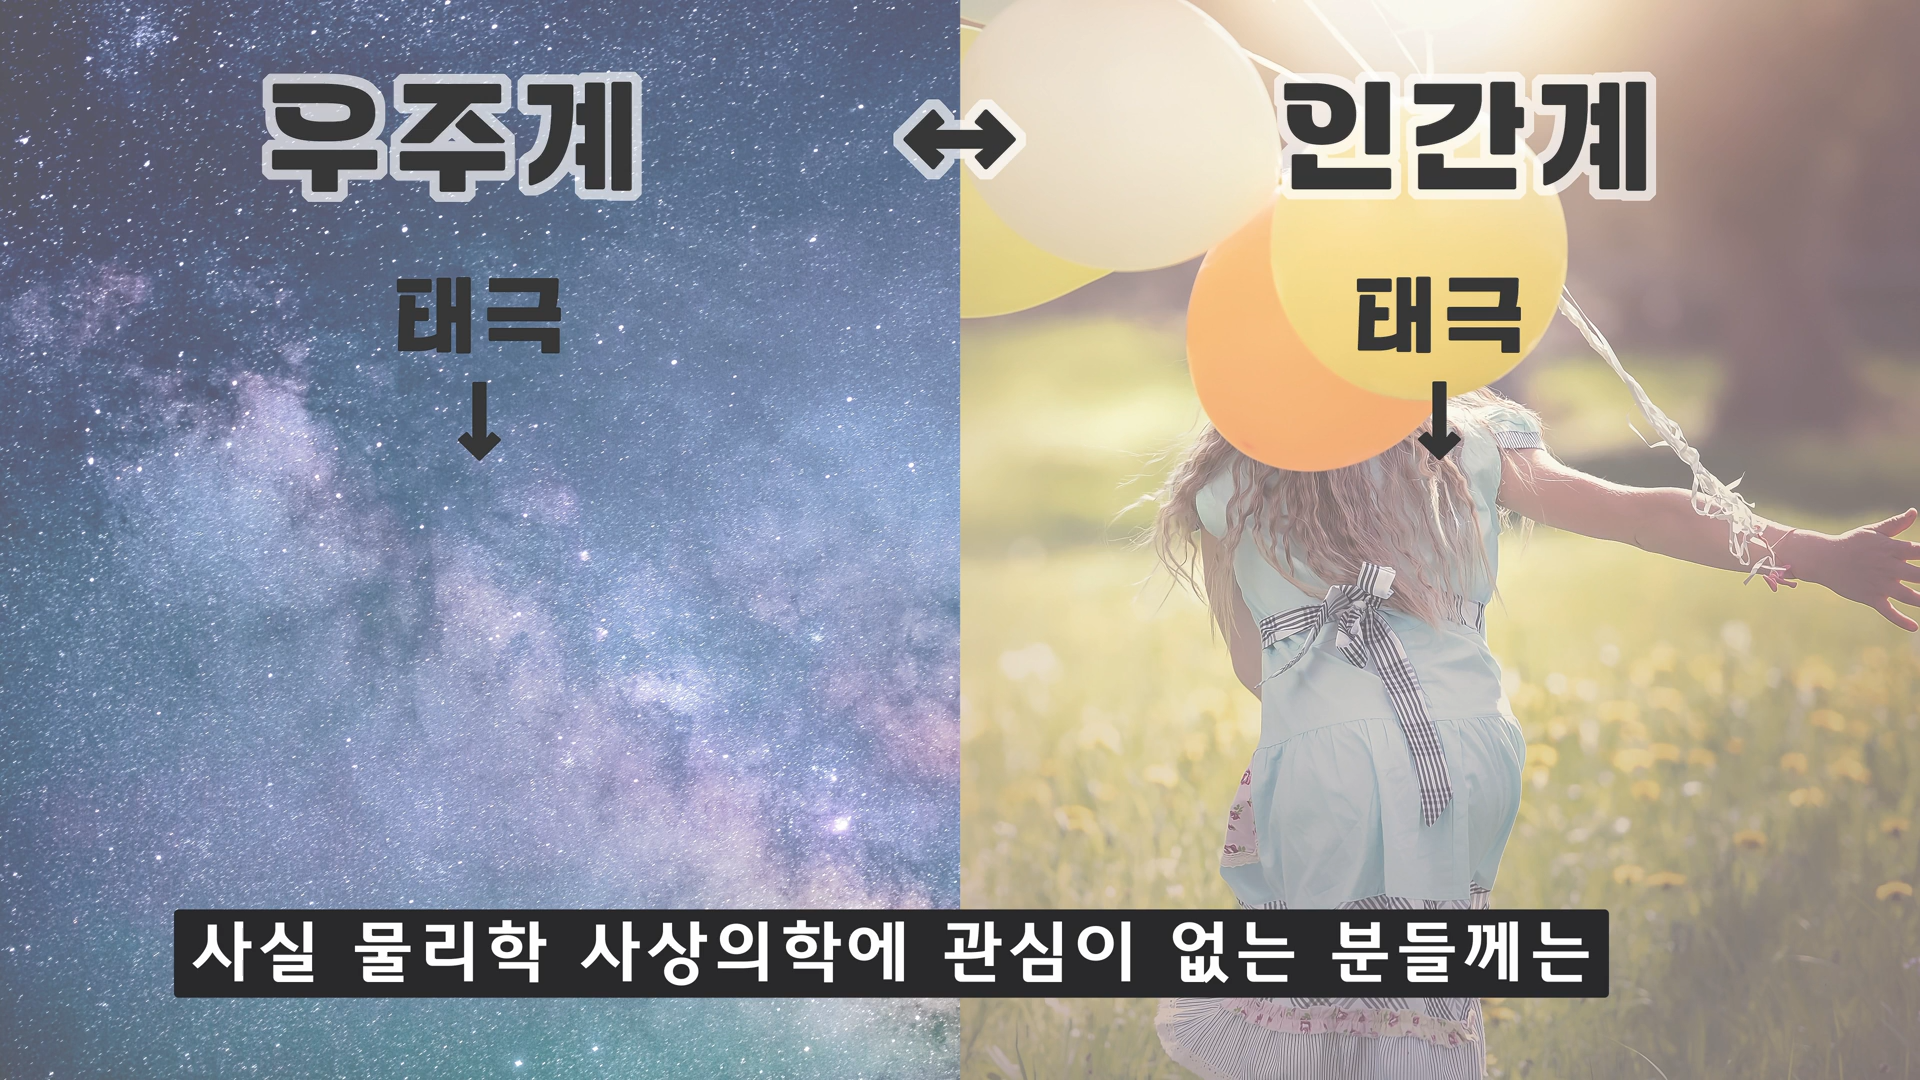 우주계 ↔ 인간계
태극 태극
↓ ↓
사실 물리학 사상의학에 관심이 없는 분들께는